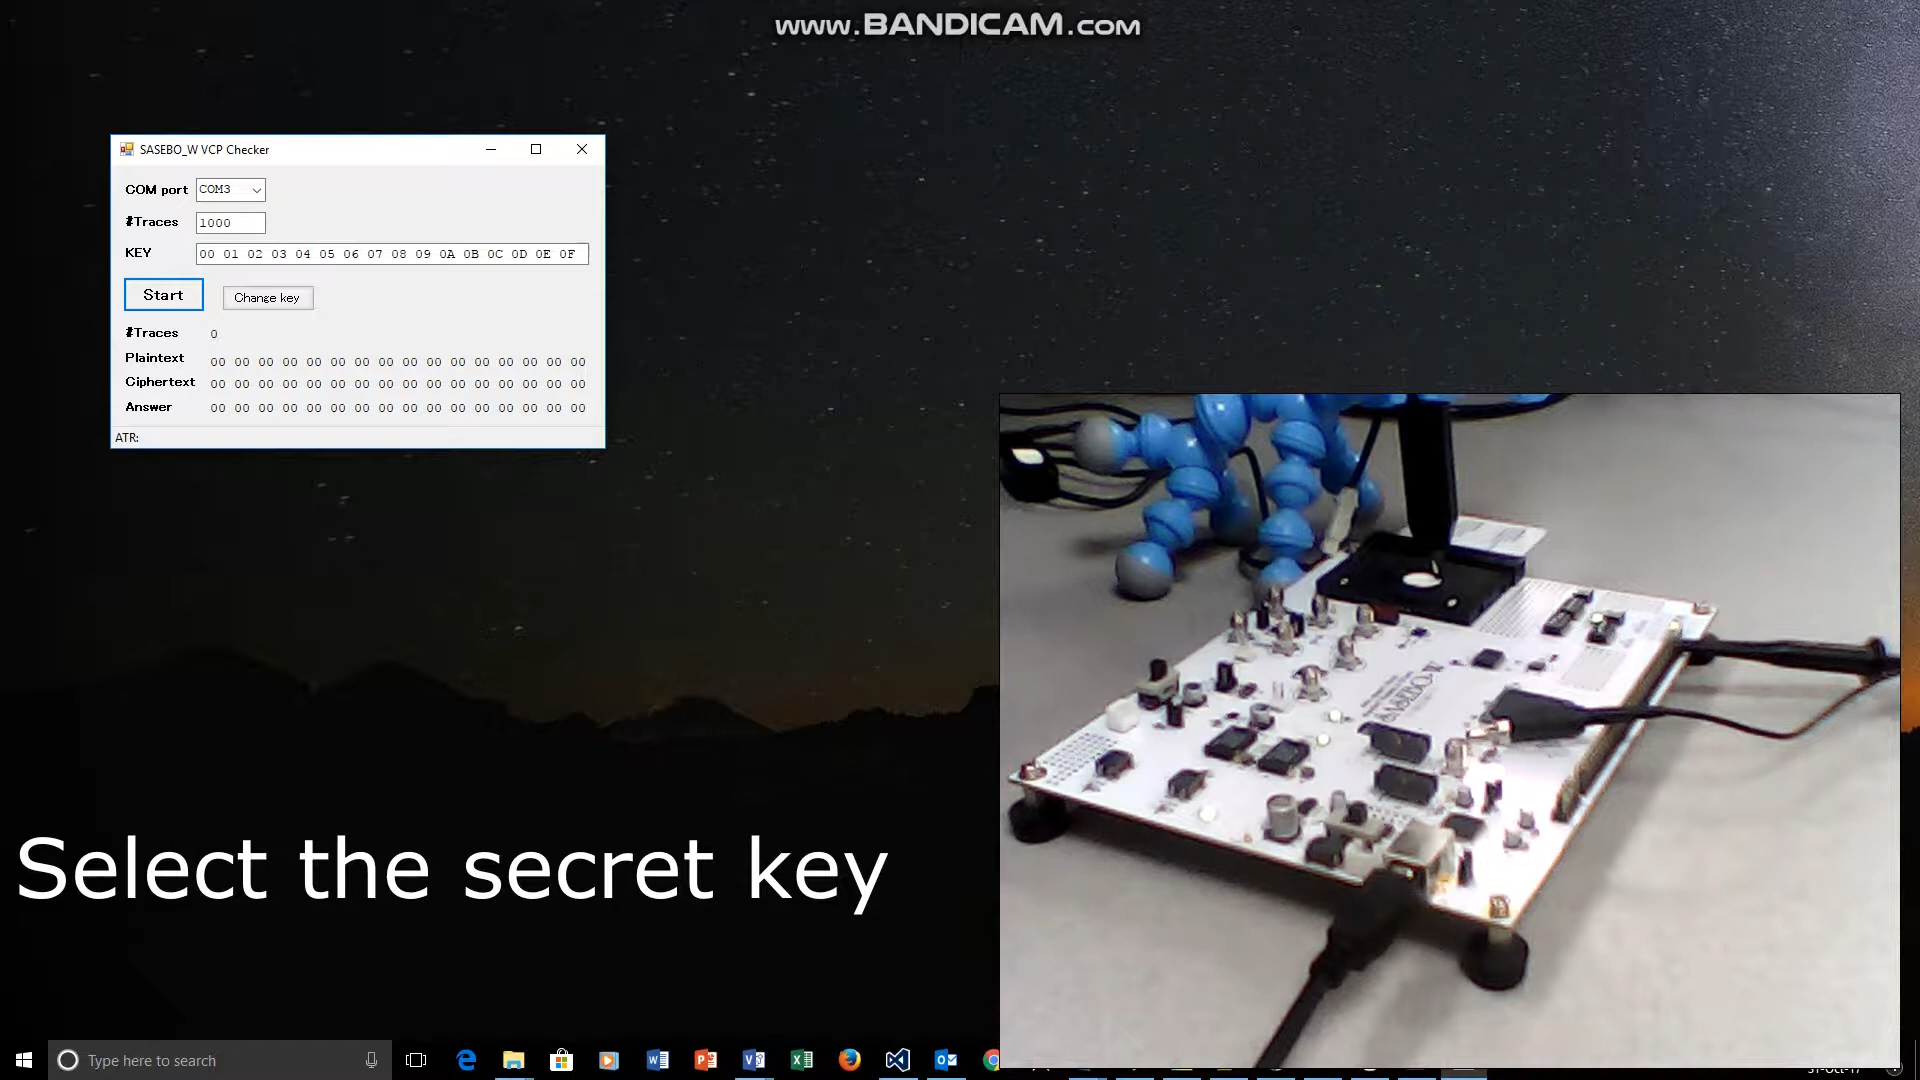 www.BANDICAM.com
SASEBO_W VCP Checker
COM port COM3
#Traces 1000
KEY 00 01 02 03 04 05 06 07 08 09 0A 0B 0C 0D 0E 0F
Start Change key
#Traces 0
Plaintext 00 00 00 00 00 00 00 00 00 00 00 00 00 00 00 00
Ciphertext 00 00 00 00 00 00 00 00 00 00 00 00 00 00 00 00
Answer 00 00 00 00 00 00 00 00 00 00 00 00 00 00 00 00
ATR:
SASEBO-W
Select the secret key
Type here to search